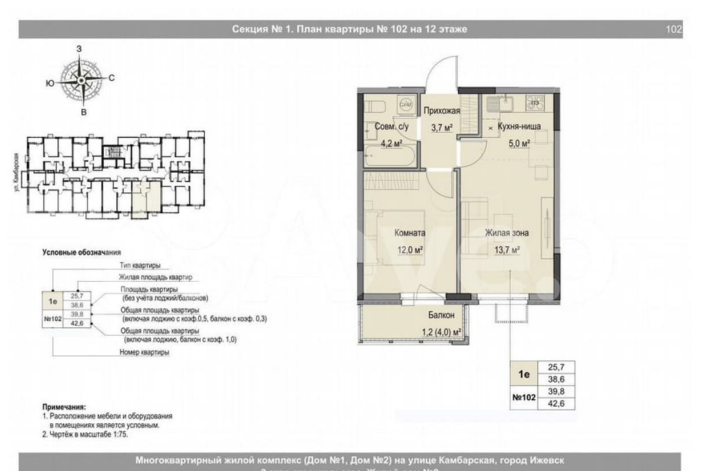 Секция № 1. План квартиры № 102 на 12 этаже
102
З
Ю
С
В
ул. Камбарская
Совм. с/у
4,2 м²
Прихожая
3,7 м²
Кухня-ниша
5,0 м²
Комната
12,0 м²
Жилая зона
13,7 м²
Балкон
1,2 (4,0) м²
Условные обозначания
Тип квартиры
Жилая площадь квартир
Площадь квартиры
(без учёта лоджий/балконов)
Общая площадь квартиры
(включая лоджию с коэф.0,5, балкон с коэф. 0,3)
Общая площадь квартиры
(включая лоджию, балкон с коэф. 1,0)
Номер квартиры
1е
№102
25,7
38,6
39,8
42,6
1е
№102
25,7
38,6
39,8
42,6
Примечания:
1. Расположение мебели и оборудования
в помещениях является условным.
2. Чертёж в масштабе 1:75.
Многоквартирный жилой комплекс (Дом №1, Дом №2) на улице Камбарская, город Ижевск